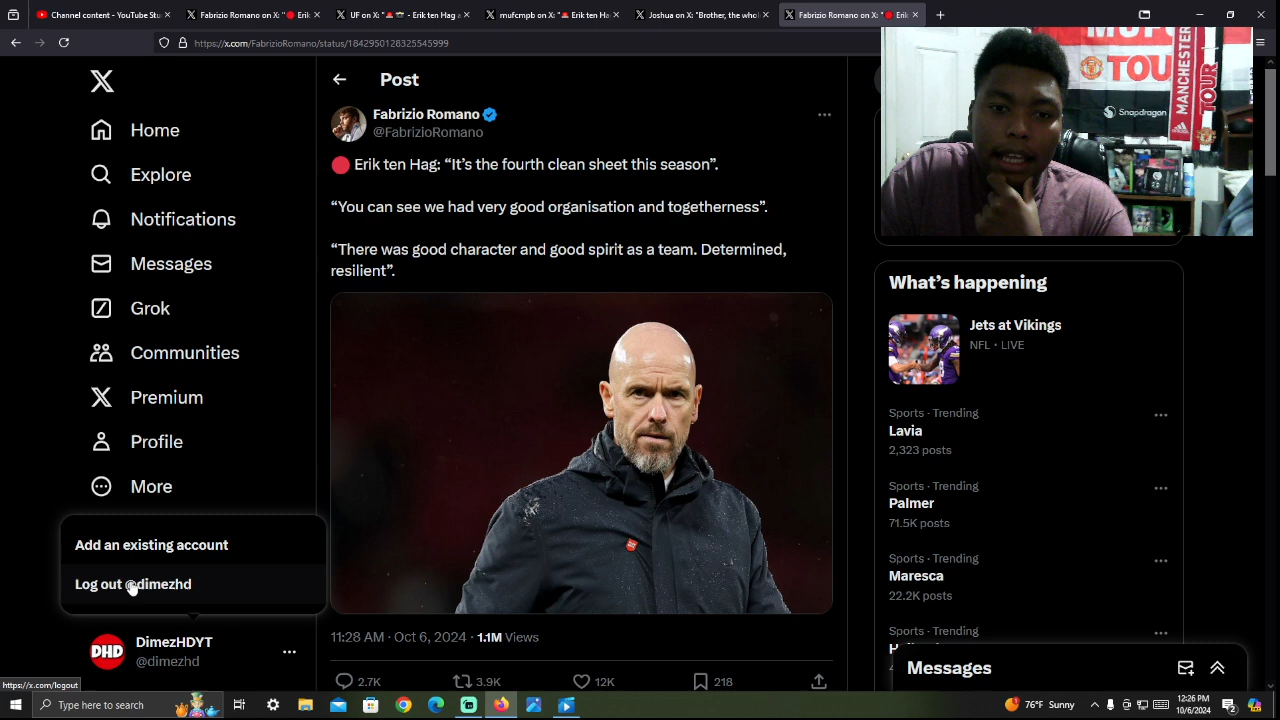 Channel content - YouTube Stu
Fabrizio Romano on X: "🔴 Erik
UF on X: "🚨🎥 - Erik ten Hag a
mufcmpb on X: "🚨 Erik ten Ha
Joshua on X: "Brother, the whol
Fabrizio Romano on X: "🔴 Erik
https://x.com/FabrizioRomano/status/1842950128325545999
Home
Explore
Notifications
Messages
Grok
Communities
Premium
Profile
More
Add an existing account
Log out @dimezhd
DHD
DimezHDYT
@dimezhd
https://x.com/logout
Post
Fabrizio Romano
@FabrizioRomano
🔴 Erik ten Hag: “It's the fourth clean sheet this season”.
“You can see we had very good organisation and togetherness”.
“There was good character and good spirit as a team. Determined,
resilient”.
11:28 AM · Oct 6, 2024 · 1.1M Views
2.7K
3.9K
12K
218
TOU
Snapdragon
MANCHESTER
TOUR
adidas
What's happening
Jets at Vikings
NFL · LIVE
Sports · Trending
Lavia
2,323 posts
Sports · Trending
Palmer
71.5K posts
Sports · Trending
Maresca
22.2K posts
Sports · Trending
Messages
Type here to search
76°F Sunny
12:26 PM
10/6/2024